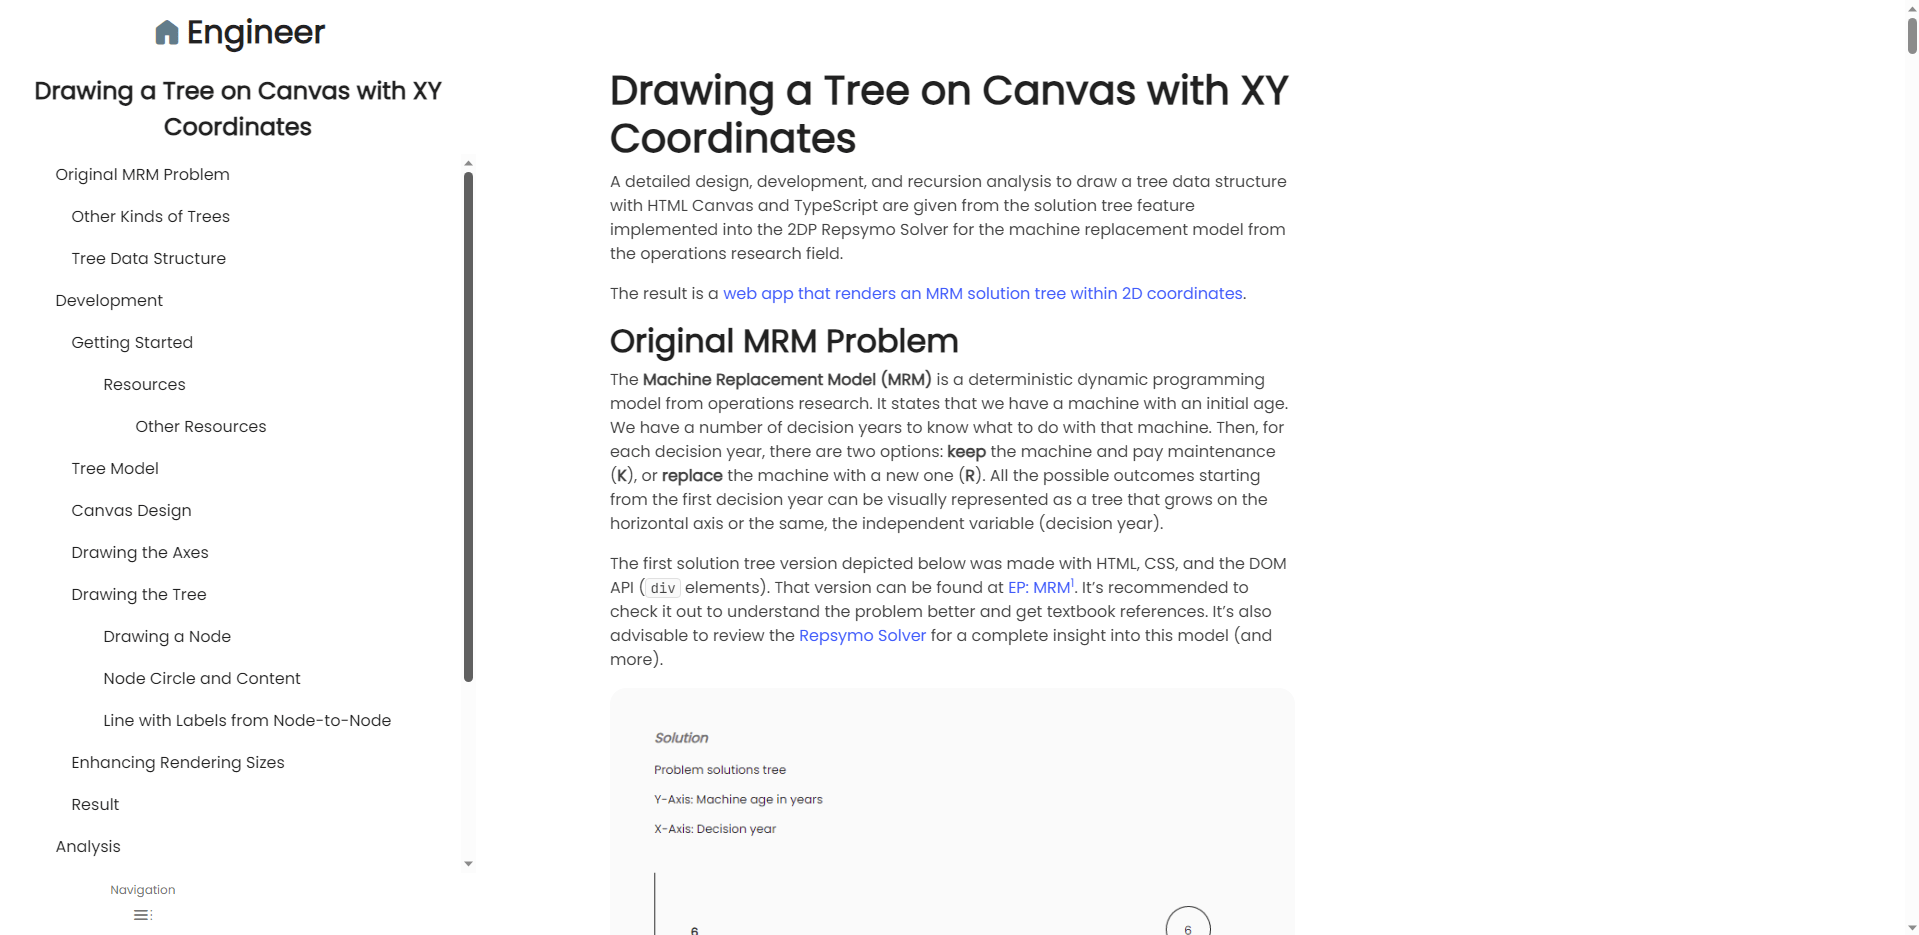 Engineer
Drawing a Tree on Canvas with XY
Coordinates
Original MRM Problem
Other Kinds of Trees
Tree Data Structure
Development
Getting Started
Resources
Other Resources
Tree Model
Canvas Design
Drawing the Axes
Drawing the Tree
Drawing a Node
Node Circle and Content
Line with Labels from Node-to-Node
Enhancing Rendering Sizes
Result
Analysis
Navigation
Drawing a Tree on Canvas with XY
Coordinates
A detailed design, development, and recursion analysis to draw a tree data structure
with HTML Canvas and TypeScript are given from the solution tree feature
implemented into the 2DP Repsymo Solver for the machine replacement model from
the operations research field.
The result is a web app that renders an MRM solution tree within 2D coordinates.
Original MRM Problem
The Machine Replacement Model (MRM) is a deterministic dynamic programming
model from operations research. It states that we have a machine with an initial age.
We have a number of decision years to know what to do with that machine. Then, for
each decision year, there are two options: keep the machine and pay maintenance
(K), or replace the machine with a new one (R). All the possible outcomes starting
from the first decision year can be visually represented as a tree that grows on the
horizontal axis or the same, the independent variable (decision year).
The first solution tree version depicted below was made with HTML, CSS, and the DOM
API (div elements). That version can be found at EP: MRM¹. It’s recommended to
check it out to understand the problem better and get textbook references. It’s also
advisable to review the Repsymo Solver for a complete insight into this model (and
more).
Solution
Problem solutions tree
Y-Axis: Machine age in years
X-Axis: Decision year
6
6